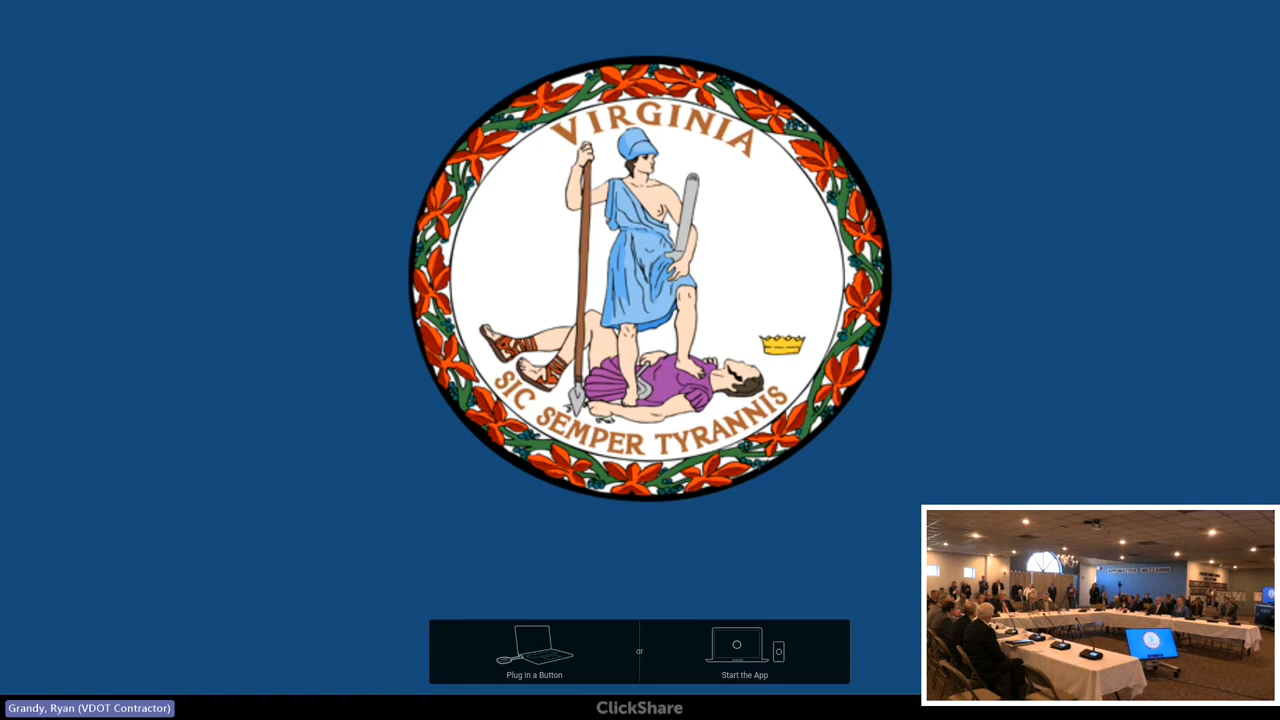 VIRGINIA
SIC SEMPER TYRANNIS
Plug in a Button
or
Start the App
ClickShare
Grandy, Ryan (VDOT Contractor)